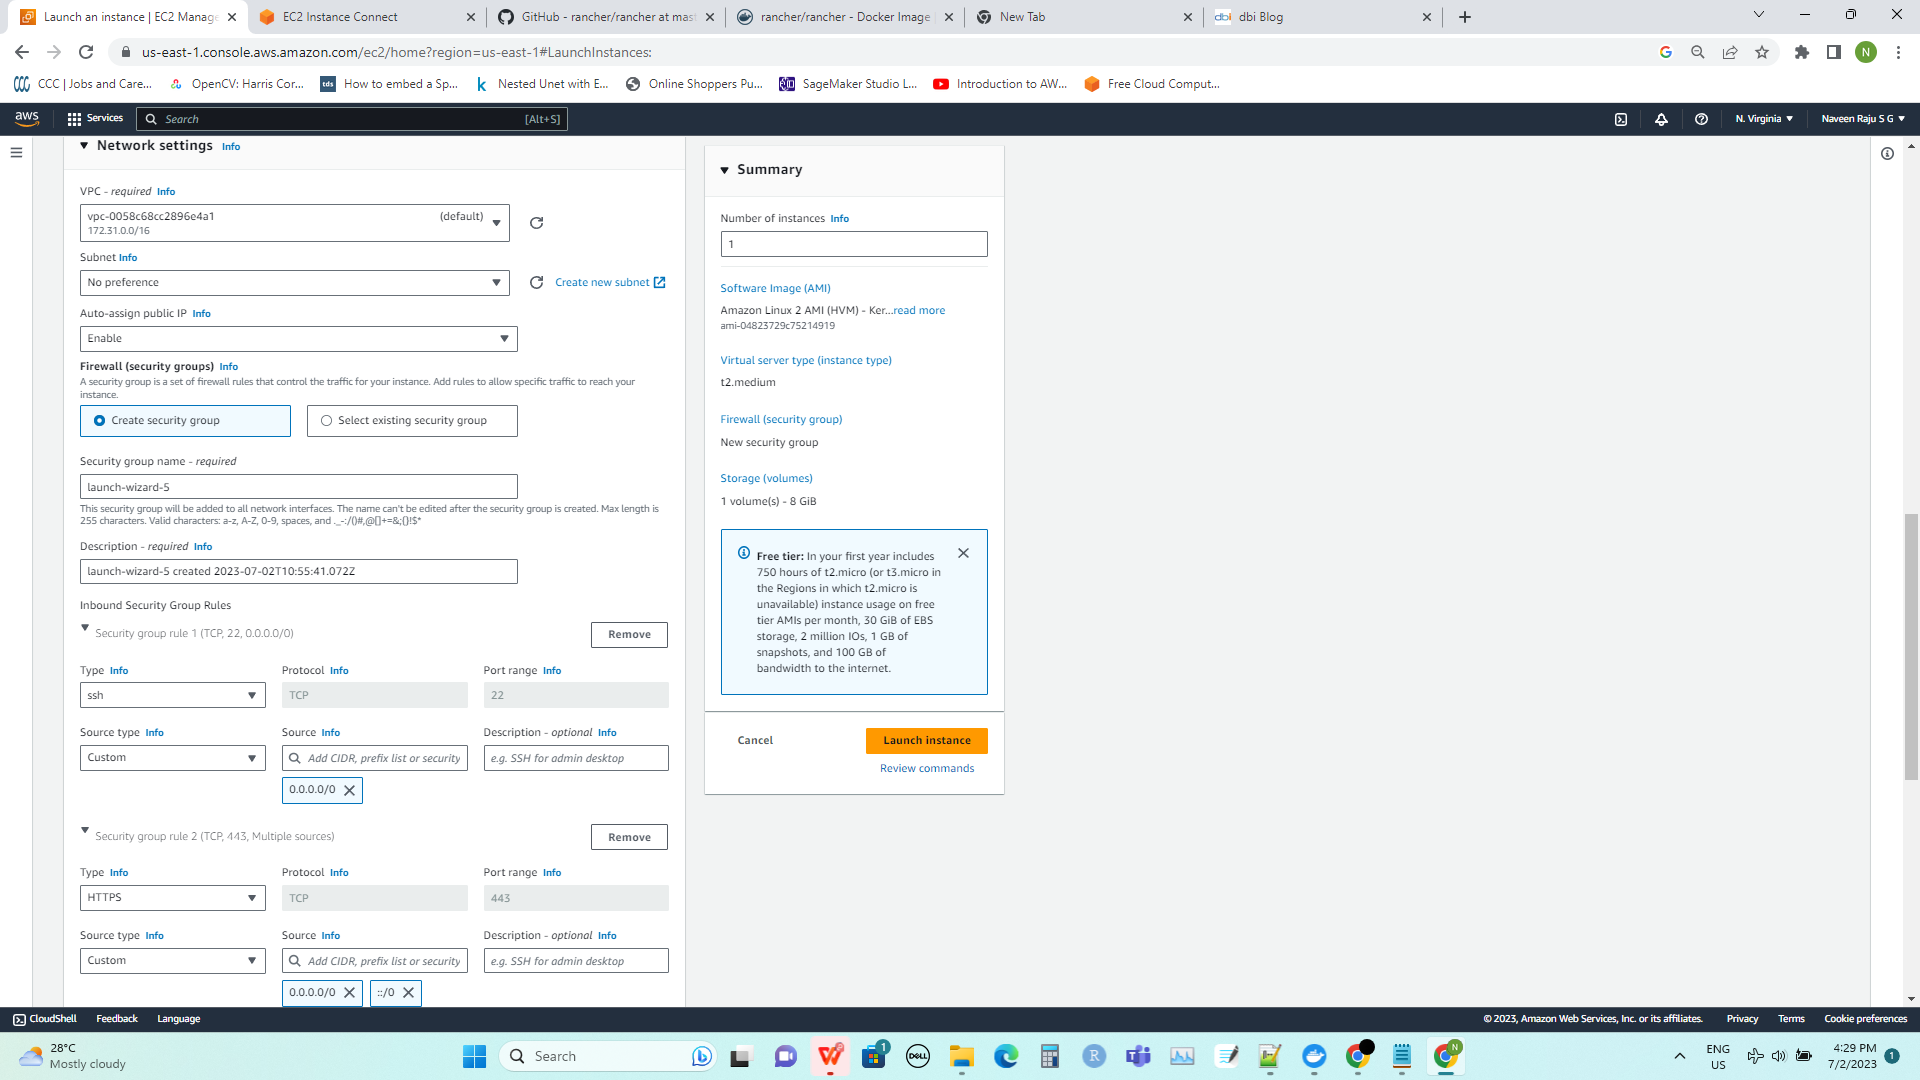 Launch an instance | EC2 Manage
EC2 Instance Connect
GitHub - rancher/rancher at mast
rancher/rancher - Docker Image
New Tab
dbi
dbi Blog
us-east-1.console.aws.amazon.com/ec2/home?region=us-east-1#LaunchInstances:
N
CCC | Jobs and Care...
OpenCV: Harris Cor...
tds
How to embed a Sp...
k
Nested Unet with E...
Online Shoppers Pu...
SageMaker Studio L...
Introduction to AW...
Free Cloud Comput...
aws
Services
Search
[Alt+S]
N. Virginia
Naveen Raju S G
Network settings Info
VPC - required Info
vpc-0058c68cc2896e4a1
(default)
172.31.0.0/16
Subnet Info
No preference
Create new subnet
Auto-assign public IP Info
Enable
Firewall (security groups) Info
A security group is a set of firewall rules that control the traffic for your instance. Add rules to allow specific traffic to reach your
instance.
Create security group
Select existing security group
Security group name - required
launch-wizard-5
This security group will be added to all network interfaces. The name can't be edited after the security group is created. Max length is
255 characters. Valid characters: a-z, A-Z, 0-9, spaces, and ._-:/()#,@[]+=&;{}!$*
Description - required Info
launch-wizard-5 created 2023-07-02T10:55:41.072Z
Inbound Security Group Rules
Security group rule 1 (TCP, 22, 0.0.0.0/0)
Remove
Type Info
Protocol Info
Port range Info
ssh
TCP
22
Source type Info
Source Info
Description - optional Info
Custom
Add CIDR, prefix list or security
e.g. SSH for admin desktop
0.0.0.0/0
Security group rule 2 (TCP, 443, Multiple sources)
Remove
Type Info
Protocol Info
Port range Info
HTTPS
TCP
443
Source type Info
Source Info
Description - optional Info
Custom
Add CIDR, prefix list or security
e.g. SSH for admin desktop
0.0.0.0/0
::/0
Summary
Number of instances Info
1
Software Image (AMI)
Amazon Linux 2 AMI (HVM) - Ker...read more
ami-04823729c75214919
Virtual server type (instance type)
t2.medium
Firewall (security group)
New security group
Storage (volumes)
1 volume(s) - 8 GiB
Free tier: In your first year includes
750 hours of t2.micro (or t3.micro in
the Regions in which t2.micro is
unavailable) instance usage on free
tier AMIs per month, 30 GiB of EBS
storage, 2 million IOs, 1 GB of
snapshots, and 100 GB of
bandwidth to the internet.
Cancel
Launch instance
Review commands
CloudShell
Feedback
Language
© 2023, Amazon Web Services, Inc. or its affiliates.
Privacy
Terms
Cookie preferences
28°C
Mostly cloudy
Search
1
DELL
R
N
ENG
US
4:29 PM
7/2/2023
1